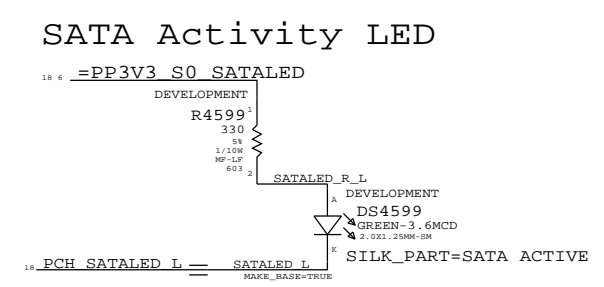 SATA Activity LED
18 6 =PP3V3_S0_SATALED
DEVELOPMENT
R4599 1
330
5%
1/10W
MF-LF
603
2
SATALED_R_L
A
DEVELOPMENT
DS4599
GREEN-3.6MCD
2.0X1.25MM-SM
K
SILK_PART=SATA ACTIVE
18 PCH_SATALED_L SATALED_L
MAKE_BASE=TRUE